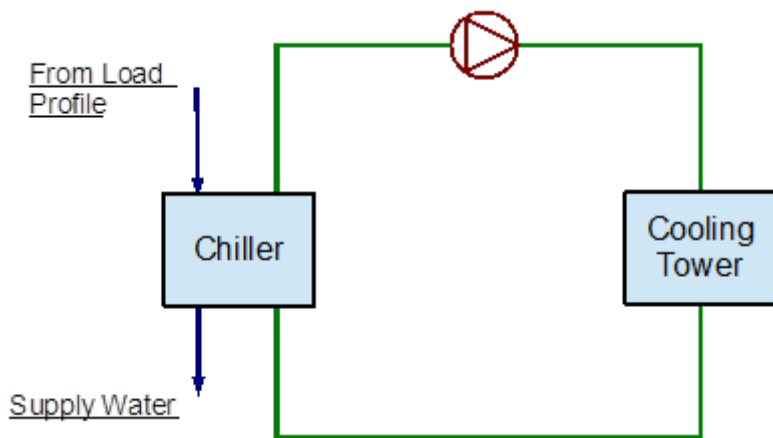 From Load
Profile
Chiller
Cooling
Tower
Supply Water